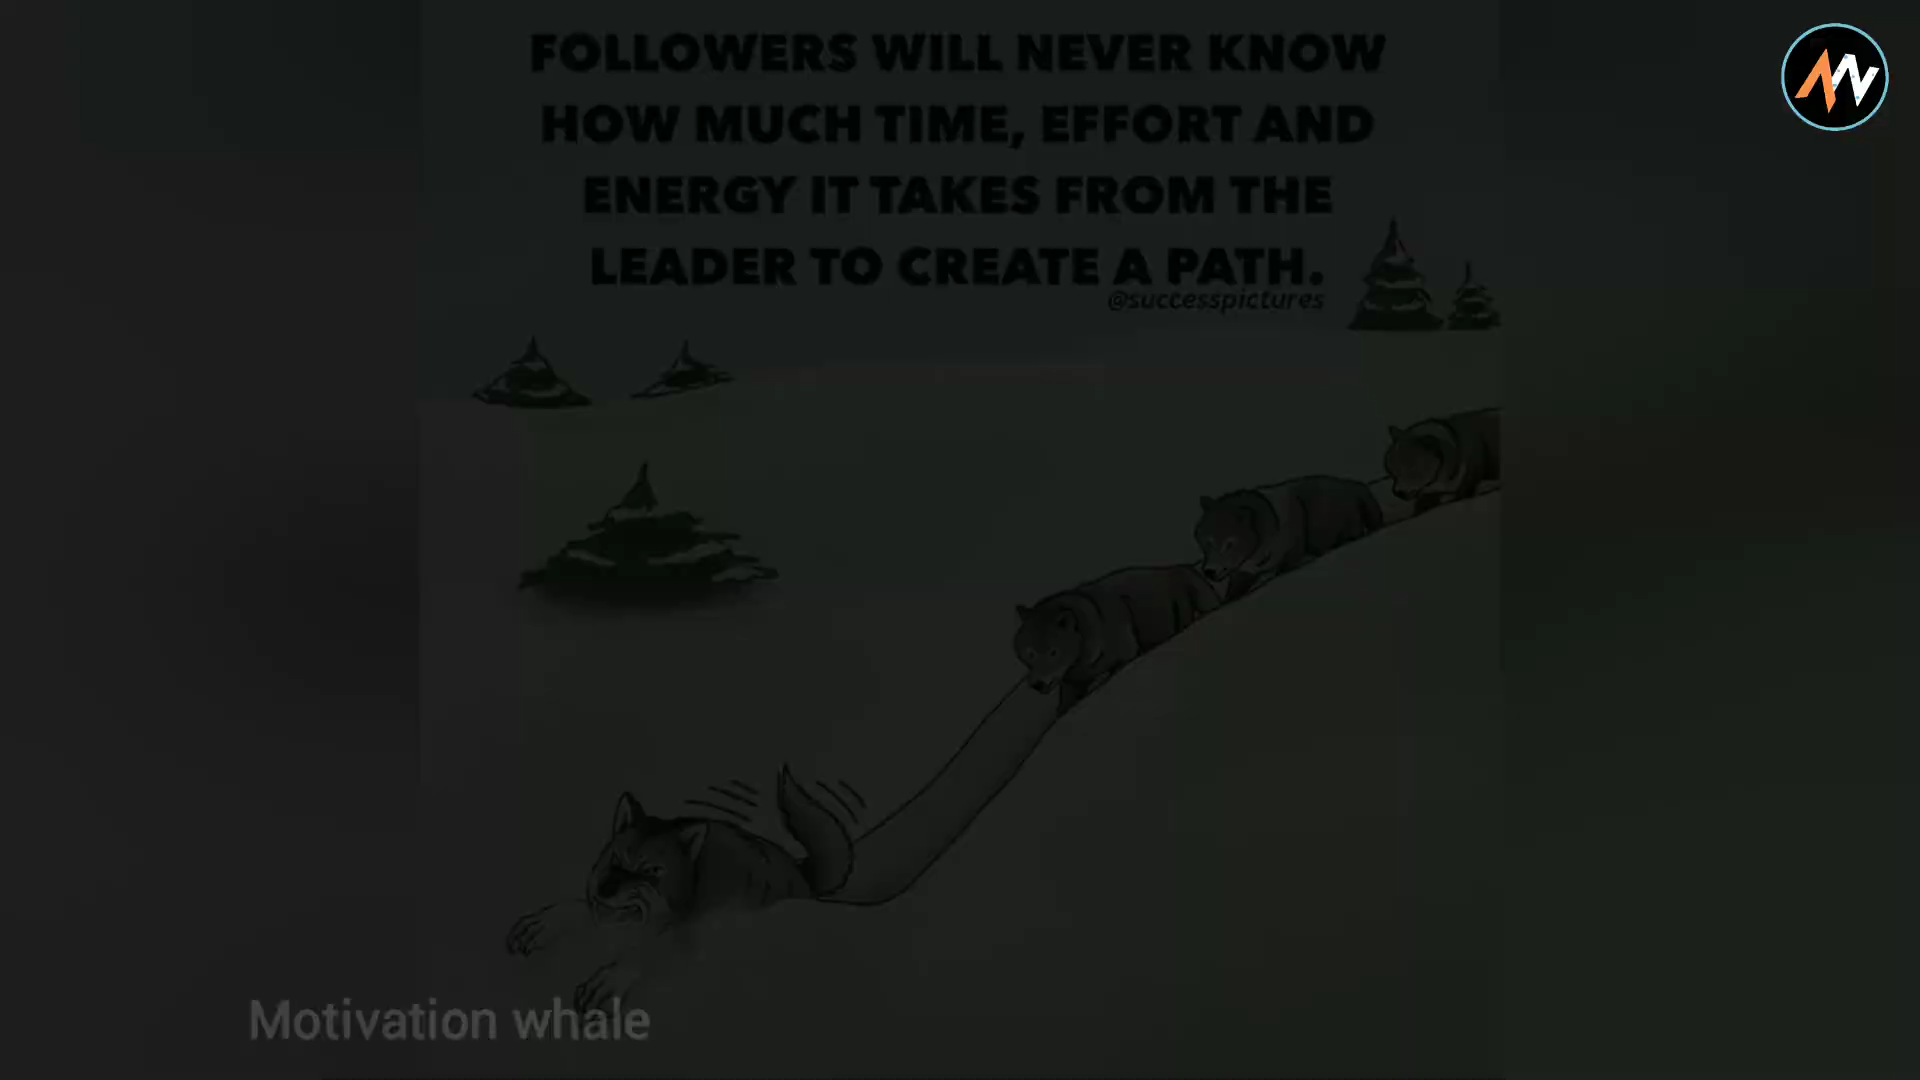 FOLLOWERS WILL NEVER KNOW
HOW MUCH TIME, EFFORT AND
ENERGY IT TAKES FROM THE
LEADER TO CREATE A PATH.
@successpictures
Motivation whale